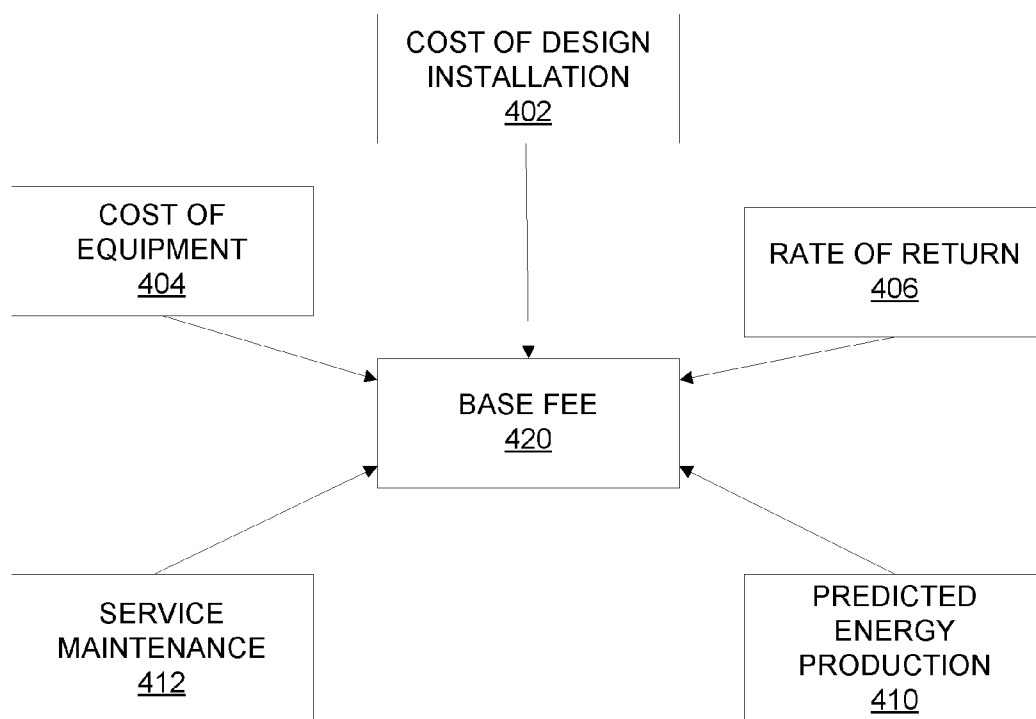 COST OF DESIGN
INSTALLATION
402
COST OF
EQUIPMENT
404
RATE OF RETURN
406
BASE FEE
420
SERVICE
MAINTENANCE
412
PREDICTED
ENERGY
PRODUCTION
410